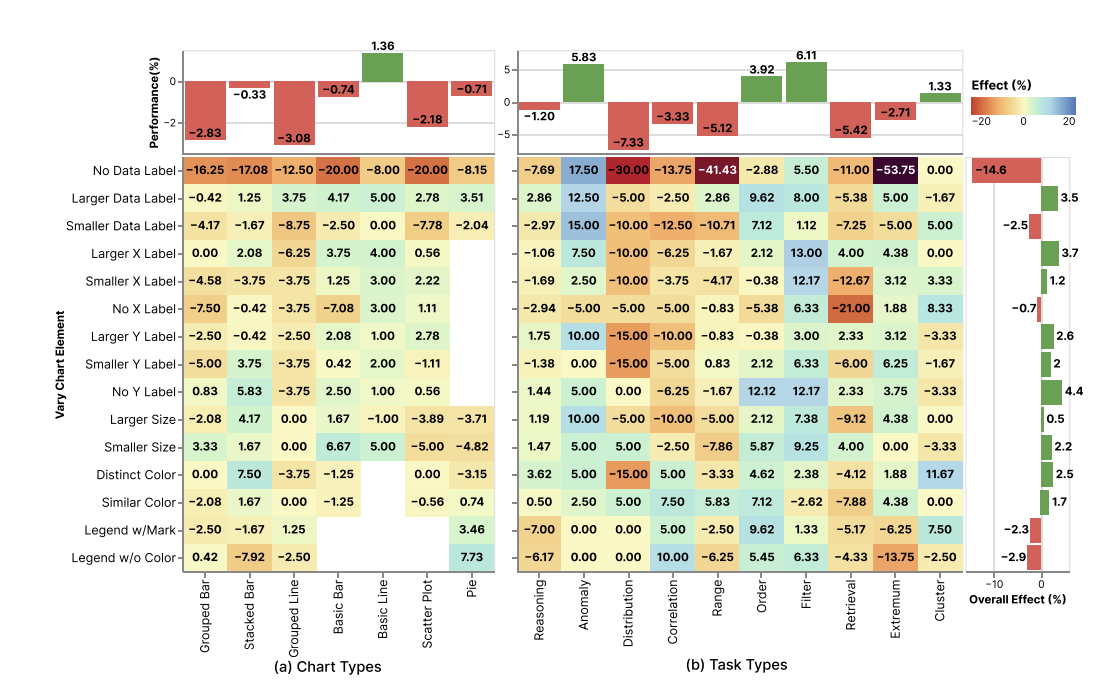 1.36
−0.33 −0.74 −0.71
−2.83 −3.08 −2.18
Performance(%)
0
−2
5.83 3.92 6.11 1.33
−1.20 −7.33 −3.33 −5.12 −5.42 −2.71
5
0
−5
Effect (%)
−20 0 20
Vary Chart Element
No Data Label −16.25 −17.08 −12.50 −20.00 −8.00 −20.00 −8.15 −7.69 17.50 −30.00 −13.75 −41.43 −2.88 5.50 −11.00 −53.75 0.00 −14.6
Larger Data Label −0.42 1.25 3.75 4.17 5.00 2.78 3.51 2.86 12.50 −5.00 −2.50 2.86 9.62 8.00 −5.38 5.00 −1.67 3.5
Smaller Data Label −4.17 −1.67 −8.75 −2.50 0.00 −7.78 −2.04 −2.97 15.00 −10.00 −12.50 −10.71 7.12 1.12 −7.25 −5.00 5.00 −2.5
Larger X Label 0.00 2.08 −6.25 3.75 4.00 0.56 −1.06 7.50 −10.00 −6.25 −1.67 2.12 13.00 4.00 4.38 0.00 3.7
Smaller X Label −4.58 −3.75 −3.75 1.25 3.00 2.22 −1.69 2.50 −10.00 −3.75 −4.17 −0.38 12.17 −12.67 3.12 3.33 1.2
No X Label −7.50 −0.42 −3.75 −7.08 3.00 1.11 −2.94 −5.00 −5.00 −5.00 −0.83 −5.38 6.33 −21.00 1.88 8.33 −0.7
Larger Y Label −2.50 −0.42 −2.50 2.08 1.00 2.78 1.75 10.00 −15.00 −10.00 −0.83 −0.38 3.00 2.33 3.12 −3.33 2.6
Smaller Y Label −5.00 3.75 −3.75 0.42 2.00 −1.11 −1.38 0.00 −15.00 −5.00 0.83 2.12 6.33 −6.00 6.25 −1.67 2
No Y Label 0.83 5.83 −3.75 2.50 1.00 0.56 1.44 5.00 0.00 −6.25 −1.67 12.12 12.17 2.33 3.75 −3.33 4.4
Larger Size −2.08 4.17 0.00 1.67 −1.00 −3.89 −3.71 1.19 10.00 −5.00 −10.00 −5.00 2.12 7.38 −9.12 4.38 0.00 0.5
Smaller Size 3.33 1.67 0.00 6.67 5.00 −5.00 −4.82 1.47 5.00 5.00 −2.50 −7.86 5.87 9.25 4.00 0.00 −3.33 2.2
Distinct Color 0.00 7.50 −3.75 −1.25 0.00 −3.15 3.62 5.00 −15.00 5.00 −3.33 4.62 2.38 −4.12 1.88 11.67 2.5
Similar Color −2.08 1.67 0.00 −1.25 −0.56 0.74 0.50 2.50 5.00 7.50 5.83 7.12 −2.62 −7.88 4.38 0.00 1.7
Legend w/Mark −2.50 −1.67 1.25 3.46 −7.00 0.00 0.00 5.00 −2.50 9.62 1.33 −5.17 −6.25 7.50 −2.3
Legend w/o Color 0.42 −7.92 −2.50 7.73 −6.17 0.00 0.00 10.00 −6.25 5.45 6.33 −4.33 −13.75 −2.50 −2.9
Grouped Bar Stacked Bar Grouped Line Basic Bar Basic Line Scatter Plot Pie
Reasoning Anomaly Distribution Correlation Range Order Filter Retrieval Extremum Cluster
−10 0
Overall Effect (%)
(a) Chart Types
(b) Task Types